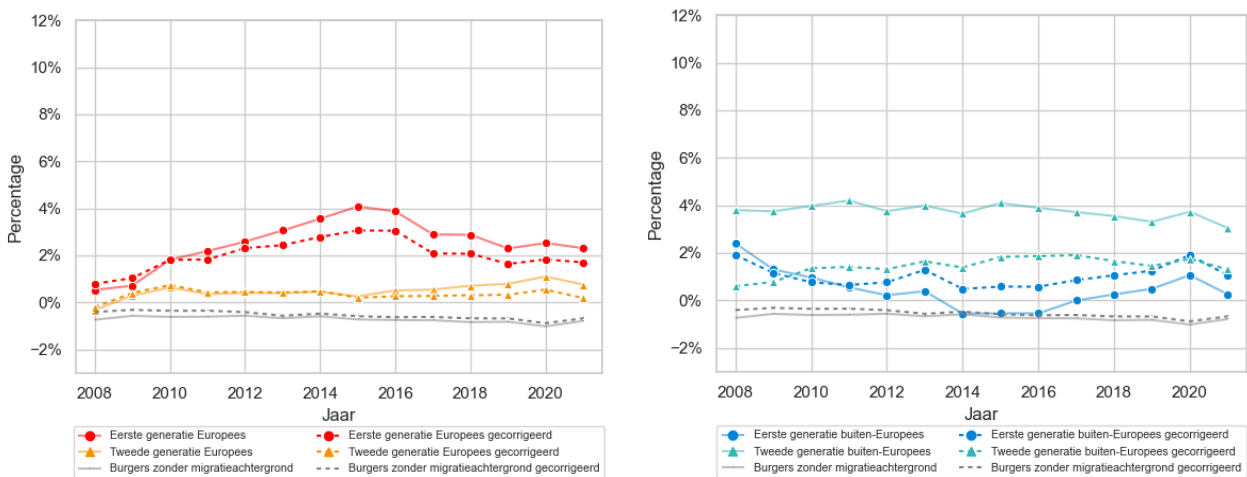 12%
10%
8%
6%
4%
2%
0%
−2%
Percentage
2008 2010 2012 2014 2016 2018 2020
Jaar
Eerste generatie Europees Eerste generatie Europees gecorrigeerd
Tweede generatie Europees Tweede generatie Europees gecorrigeerd
Burgers zonder migratieachtergrond Burgers zonder migratieachtergrond gecorrigeerd
12%
10%
8%
6%
4%
2%
0%
−2%
Percentage
2008 2010 2012 2014 2016 2018 2020
Jaar
Eerste generatie buiten-Europees Eerste generatie buiten-Europees gecorrigeerd
Tweede generatie buiten-Europees Tweede generatie buiten-Europees gecorrigeerd
Burgers zonder migratieachtergrond Burgers zonder migratieachtergrond gecorrigeerd